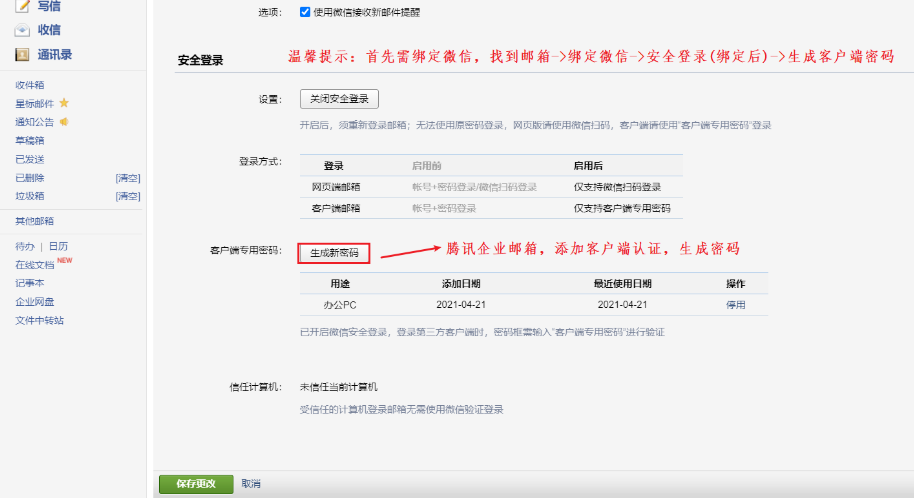 写信
收信
通讯录
收件箱
星标邮件
通知公告
草稿箱
已发送
已删除 [清空]
垃圾箱 [清空]
其他邮箱
待办 | 日历
在线文档 NEW
记事本
企业网盘
文件中转站
选项: 使用微信接收新邮件提醒
安全登录 温馨提示: 首先需绑定微信, 找到邮箱->绑定微信->安全登录(绑定后)->生成客户端密码
设置: 关闭安全登录
开启后，须重新登录邮箱；无法使用原密码登录，网页版请使用微信扫码，客户端请使用"客户端专用密码"登录
登录方式: 登录 启用前 启用后
网页端邮箱 帐号+密码登录/微信扫码登录 仅支持微信扫码登录
客户端邮箱 帐号+密码登录 仅支持客户端专用密码
客户端专用密码: 生成新密码 腾讯企业邮箱, 添加客户端认证, 生成密码
用途 添加日期 最近使用日期 操作
办公PC 2021-04-21 2021-04-21 停用
已开启微信安全登录，登录第三方客户端时，密码框需输入"客户端专用密码"进行验证
信任计算机: 未信任当前计算机
受信任的计算机登录邮箱无需使用微信验证登录
保存更改 取消